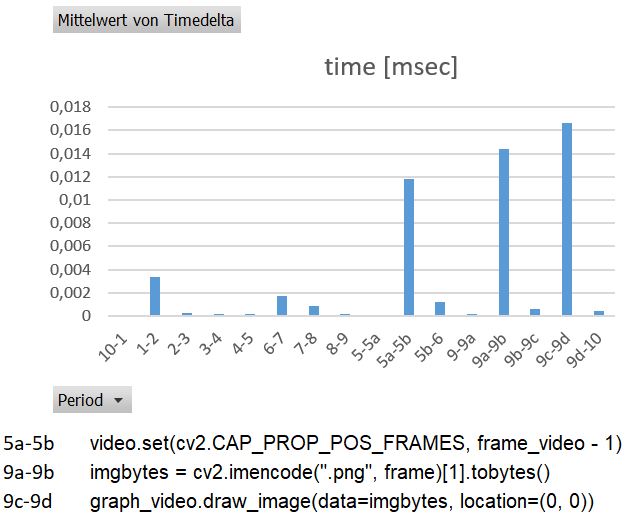 Mittelwert von Timedelta
time [msec]
0,018
0,016
0,014
0,012
0,01
0,008
0,006
0,004
0,002
0
10-1 1-2 2-3 3-4 4-5 6-7 7-8 8-9 5-5a 5a-5b 5b-6 9-9a 9a-9b 9b-9c 9c-9d 9d-10
Period
5a-5b video.set(cv2.CAP_PROP_POS_FRAMES, frame_video - 1)
9a-9b imgbytes = cv2.imencode(".png", frame)[1].tobytes()
9c-9d graph_video.draw_image(data=imgbytes, location=(0, 0))